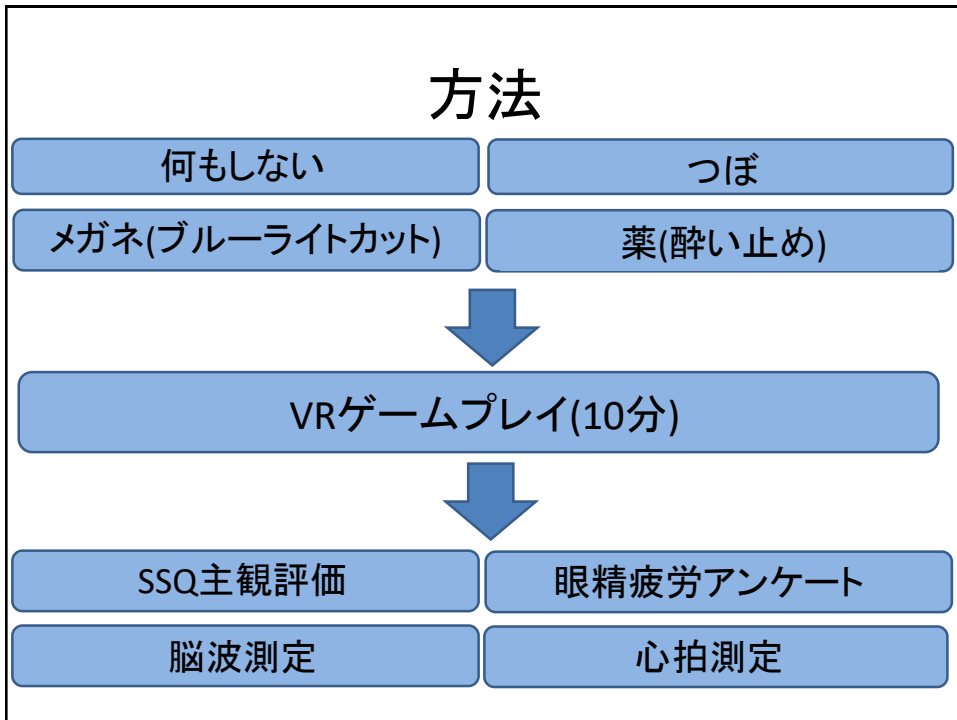 方法
何もしない
つぼ
メガネ(ブルーライトカット)
薬(酔い止め)
VRゲームプレイ(10分)
SSQ主観評価
眼精疲労アンケート
脳波測定
心拍測定